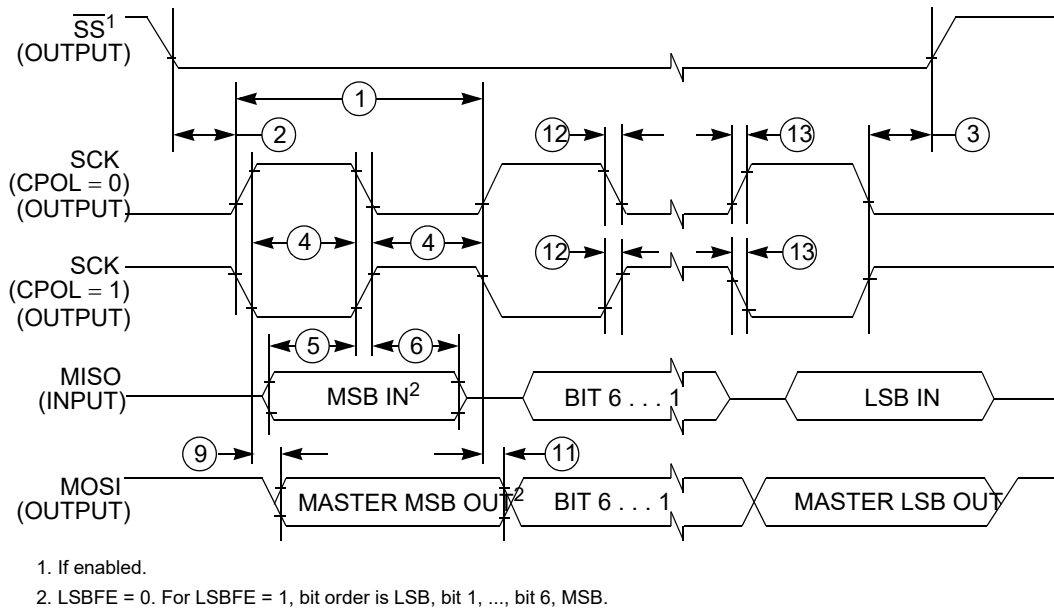 SS¹
(OUTPUT)
1
2
12
13
3
SCK
(CPOL = 0)
(OUTPUT)
4
4
SCK
(CPOL = 1)
(OUTPUT)
12
13
5
6
MISO
(INPUT)
MSB IN²
BIT 6 . . . 1
LSB IN
9
11
MOSI
(OUTPUT)
MASTER MSB OUT²
BIT 6 . . . 1
MASTER LSB OUT
1. If enabled.
2. LSBFE = 0. For LSBFE = 1, bit order is LSB, bit 1, ..., bit 6, MSB.